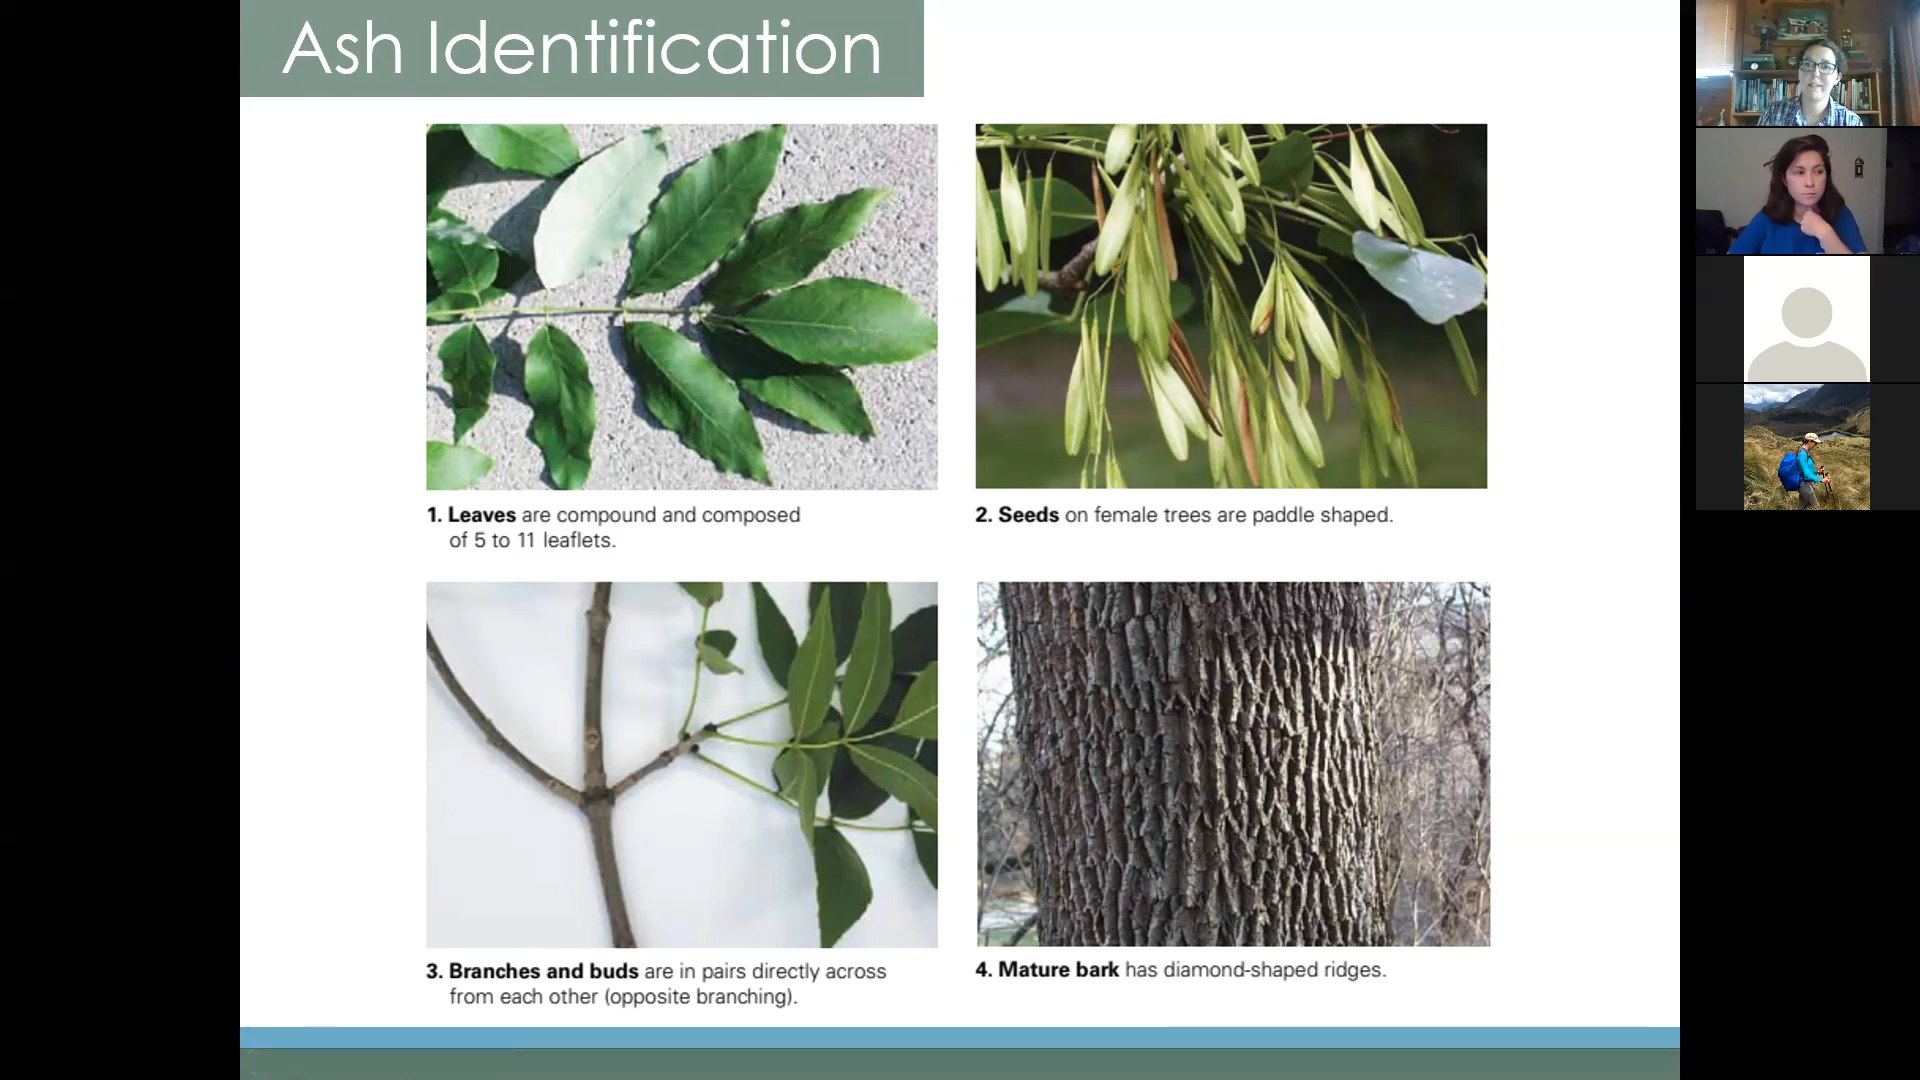 Ash Identification
1. Leaves are compound and composed
of 5 to 11 leaflets.
2. Seeds on female trees are paddle shaped.
3. Branches and buds are in pairs directly across
from each other (opposite branching).
4. Mature bark has diamond-shaped ridges.